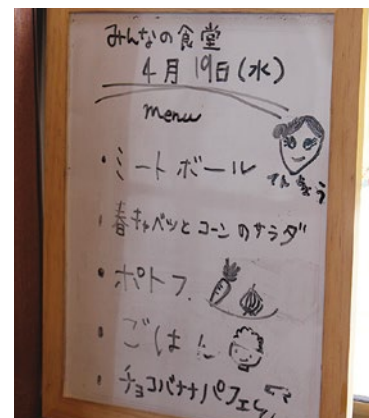 みんなの食堂
4月19日(水)
menu
・ミートボール
・春キャベツとコーンのサラダ
・ポトフ
・ごはん
・チョコバナナパフェ